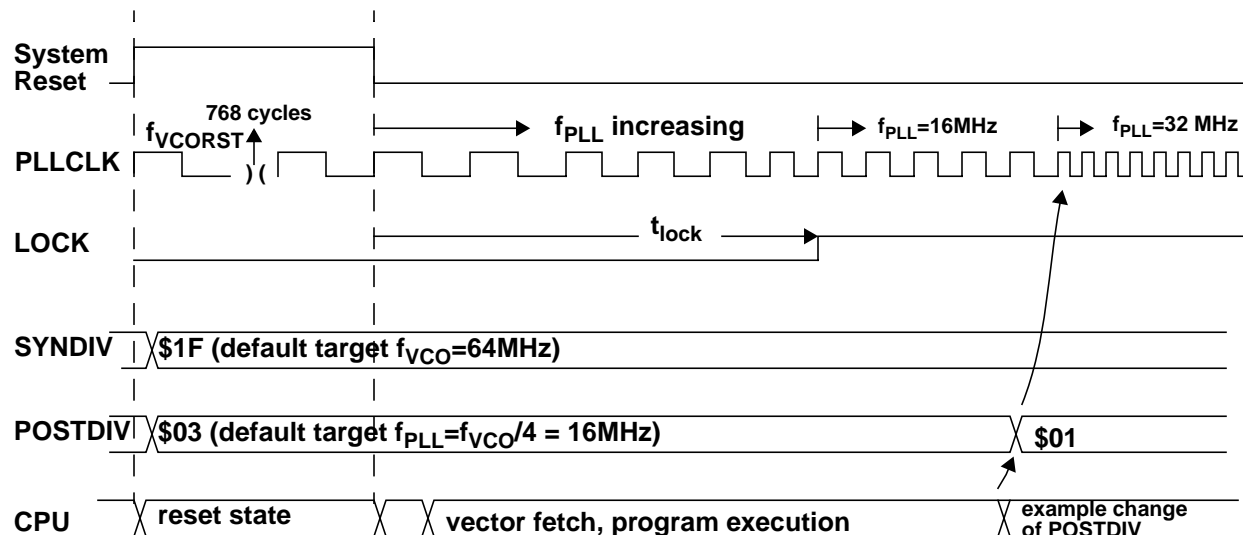 System
Reset
768 cycles
fVCORST
fPLL increasing
fPLL=16MHz
fPLL=32 MHz
PLLCLK
)(
LOCK
tlock
SYNDIV
$1F (default target fVCO=64MHz)
POSTDIV
$03 (default target fPLL=fVCO/4 = 16MHz)
$01
CPU
reset state
vector fetch, program execution
example change
of POSTDIV